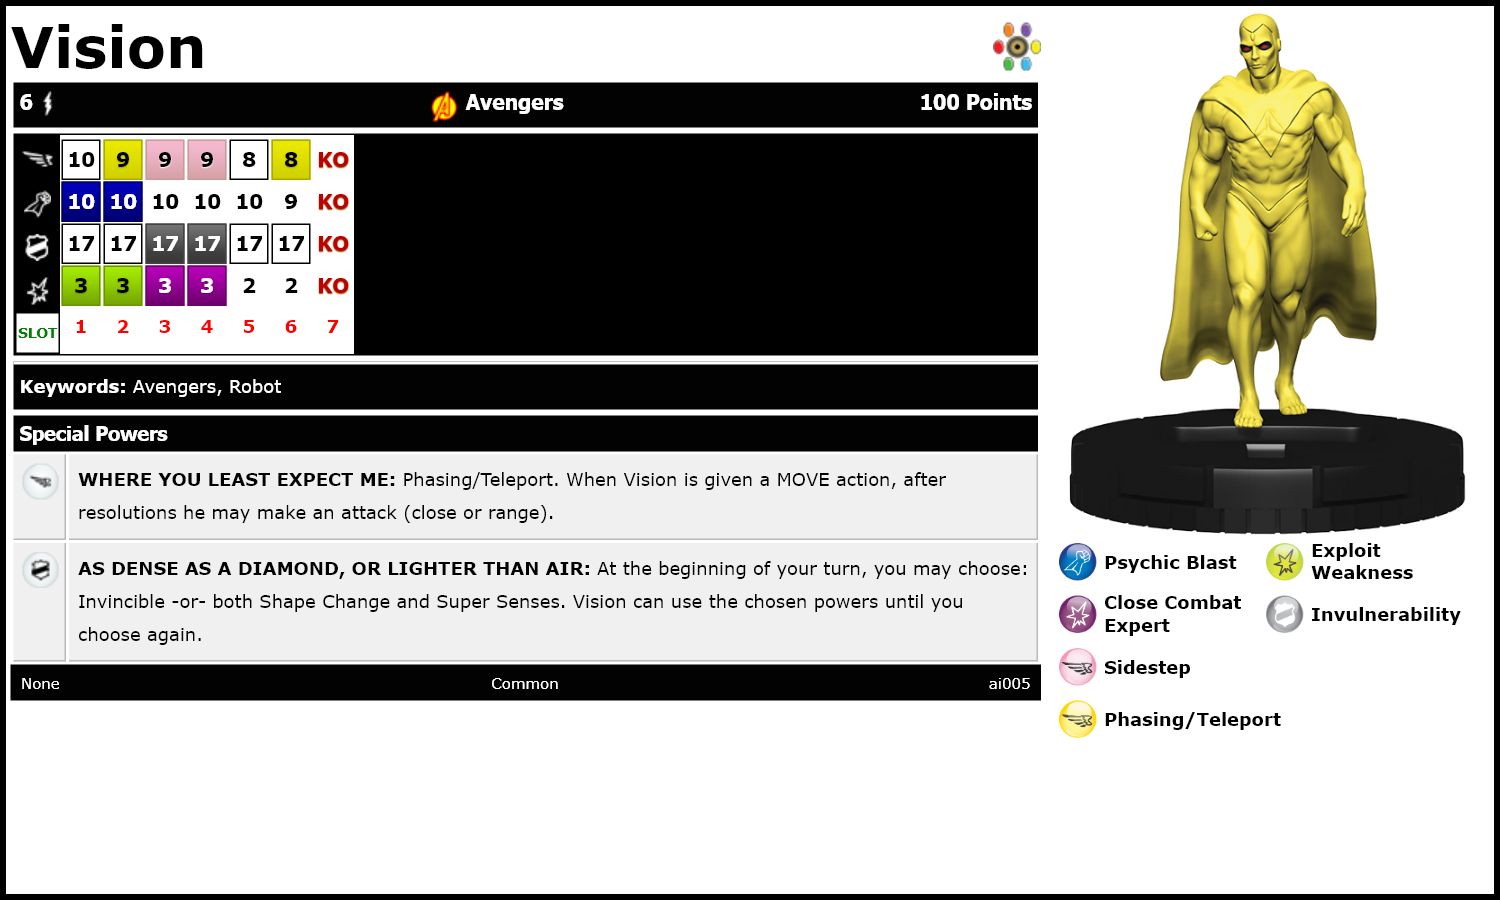 Vision
6 Avengers 100 Points
10 9 9 9 8 8 KO
10 10 10 10 10 9 KO
17 17 17 17 17 17 KO
3 3 3 3 2 2 KO
SLOT 1 2 3 4 5 6 7
Keywords: Avengers, Robot
Special Powers
WHERE YOU LEAST EXPECT ME: Phasing/Teleport. When Vision is given a MOVE action, after
resolutions he may make an attack (close or range).
AS DENSE AS A DIAMOND, OR LIGHTER THAN AIR: At the beginning of your turn, you may choose:
Invincible -or- both Shape Change and Super Senses. Vision can use the chosen powers until you
choose again.
None Common ai005
Psychic Blast
Exploit
Weakness
Close Combat
Expert
Invulnerability
Sidestep
Phasing/Teleport